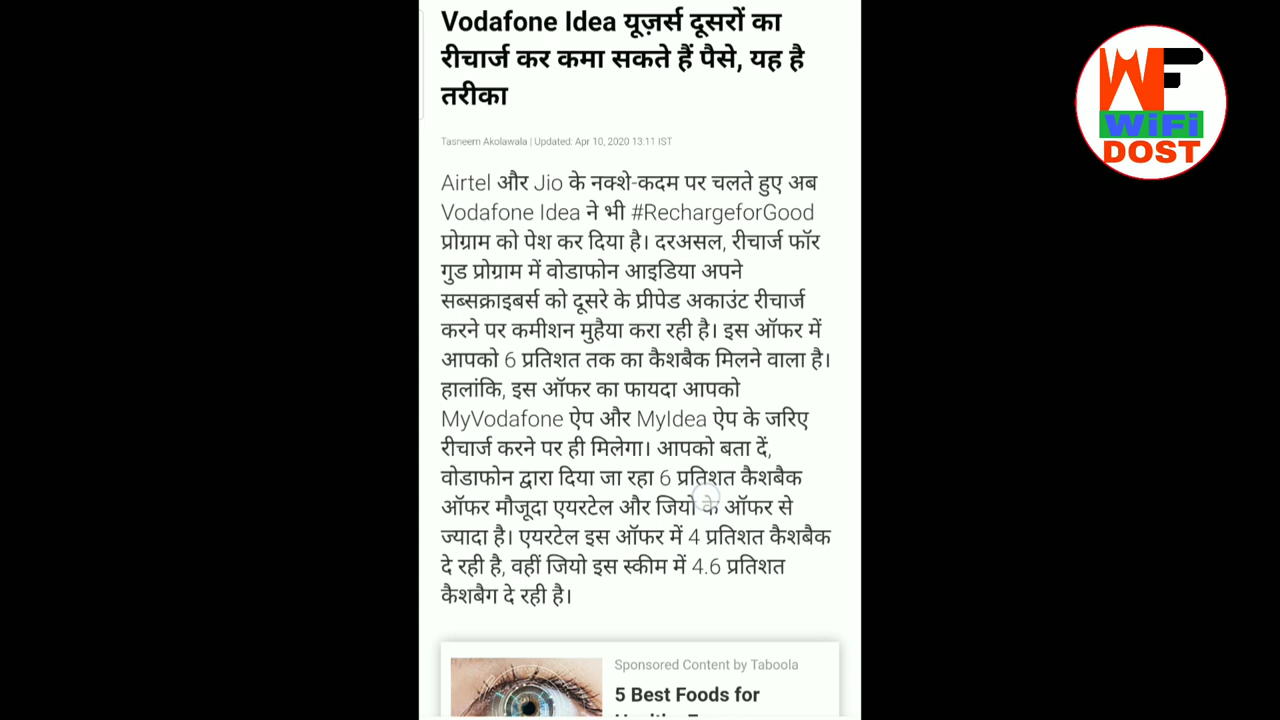 Vodafone Idea यूज़र्स दूसरों का
रीचार्ज कर कमा सकते हैं पैसे, यह है
तरीका
Tasneem Akolawala | Updated: Apr 10, 2020 13:11 IST
Airtel और Jio के नक्शे-कदम पर चलते हुए अब
Vodafone Idea ने भी #RechargeforGood
प्रोग्राम को पेश कर दिया है। दरअसल, रीचार्ज फॉर
गुड प्रोग्राम में वोडाफोन आइडिया अपने
सब्सक्राइबर्स को दूसरे के प्रीपेड अकाउंट रीचार्ज
करने पर कमीशन मुहैया करा रही है। इस ऑफर में
आपको 6 प्रतिशत तक का कैशबैक मिलने वाला है।
हालांकि, इस ऑफर का फायदा आपको
MyVodafone ऐप और MyIdea ऐप के जरिए
रीचार्ज करने पर ही मिलेगा। आपको बता दें,
वोडाफोन द्वारा दिया जा रहा 6 प्रतिशत कैशबैक
ऑफर मौजूदा एयरटेल और जियो के ऑफर से
ज्यादा है। एयरटेल इस ऑफर में 4 प्रतिशत कैशबैक
दे रही है, वहीं जियो इस स्कीम में 4.6 प्रतिशत
कैशबैग दे रही है।
Sponsored Content by Taboola
5 Best Foods for
WF
WiFi
DOST